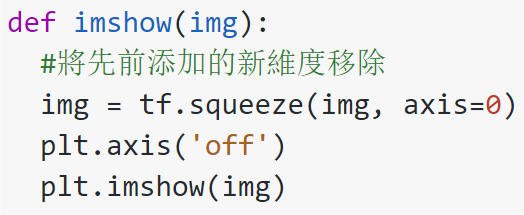 def imshow(img):
  #將先前添加的新維度移除
  img = tf.squeeze(img, axis=0)
  plt.axis('off')
  plt.imshow(img)